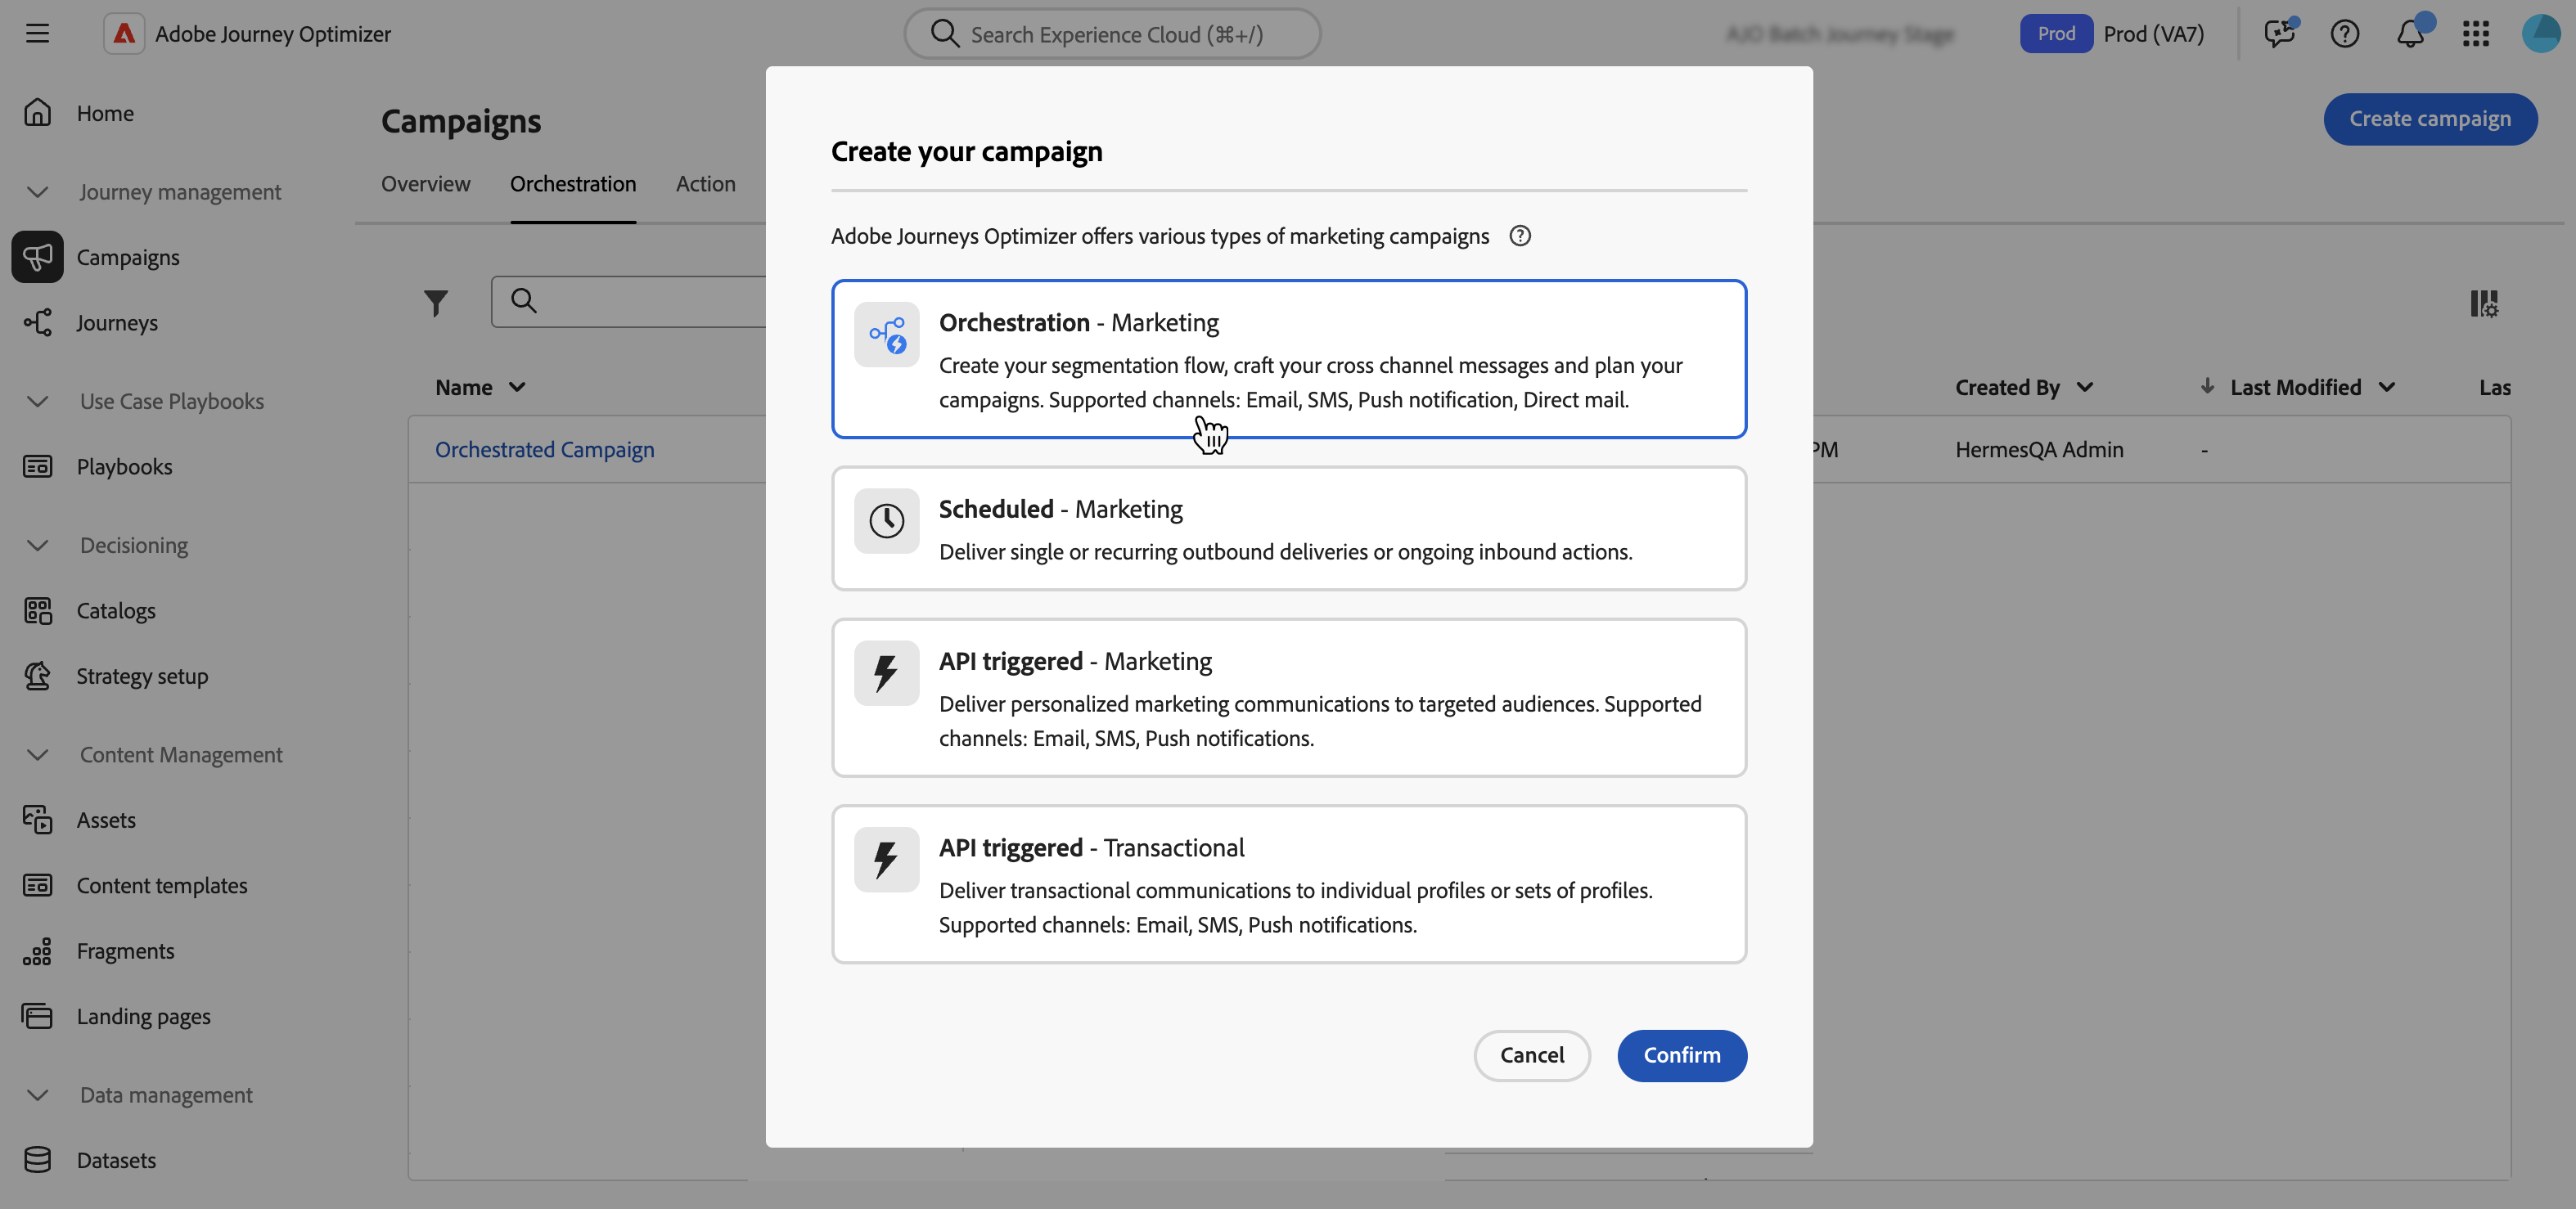 Adobe Journey Optimizer
Search Experience Cloud (⌘+/)
Prod
Prod (VA7)
Home
Journey management
Campaigns
Journeys
Use Case Playbooks
Playbooks
Decisioning
Catalogs
Strategy setup
Content Management
Assets
Content templates
Fragments
Landing pages
Data management
Datasets
Campaigns
Create campaign
Overview
Orchestration
Action
Name
Created By
Last Modified
Las
Orchestrated Campaign
PM
HermesQA Admin
-
Create your campaign
Adobe Journeys Optimizer offers various types of marketing campaigns
Orchestration - Marketing
Create your segmentation flow, craft your cross channel messages and plan your
campaigns. Supported channels: Email, SMS, Push notification, Direct mail.
Scheduled - Marketing
Deliver single or recurring outbound deliveries or ongoing inbound actions.
API triggered - Marketing
Deliver personalized marketing communications to targeted audiences. Supported
channels: Email, SMS, Push notifications.
API triggered - Transactional
Deliver transactional communications to individual profiles or sets of profiles.
Supported channels: Email, SMS, Push notifications.
Cancel
Confirm